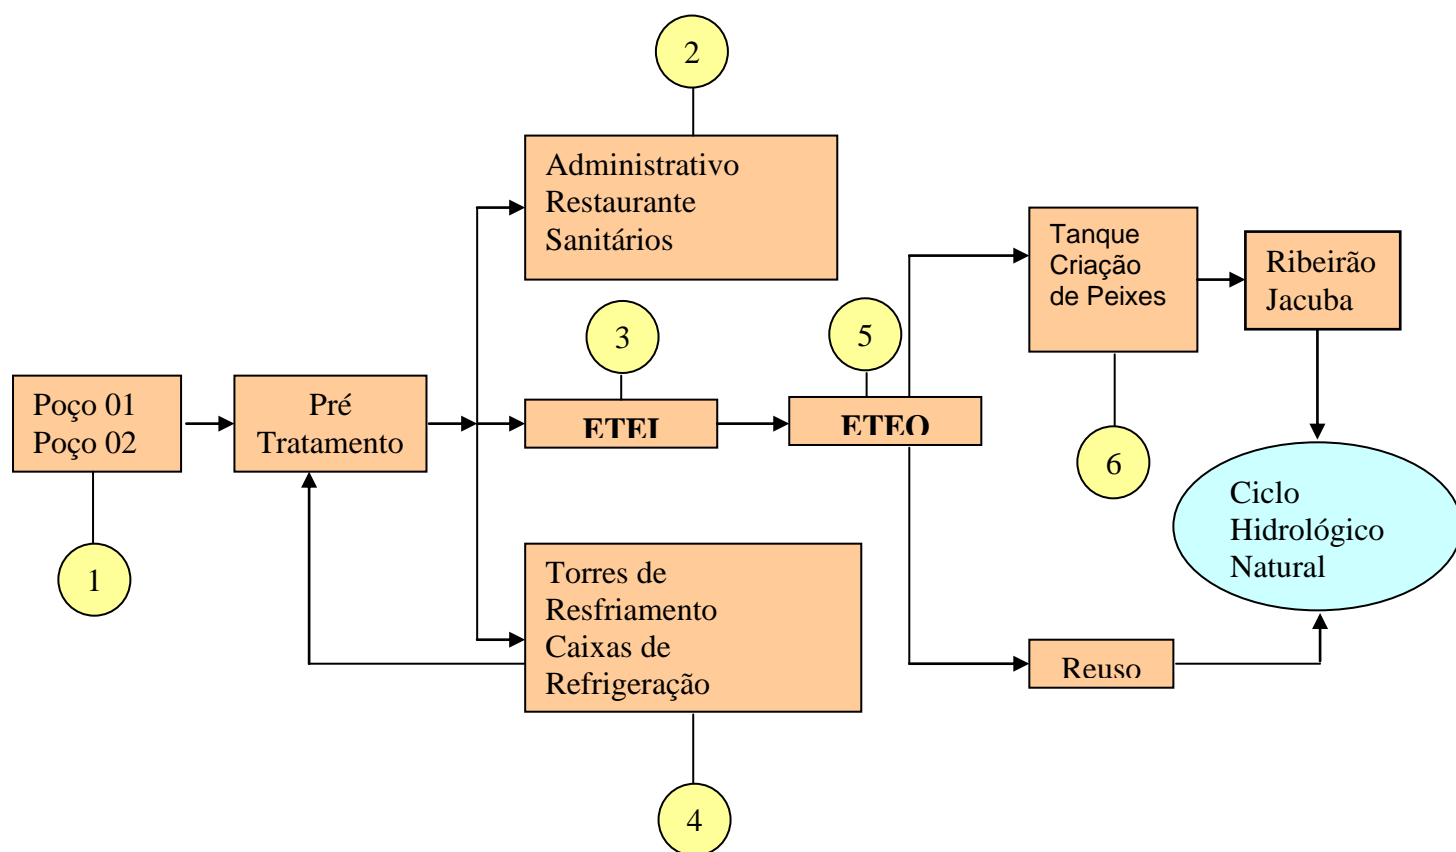 2
Administrativo
Restaurante
Sanitários
Tanque
Criação
de Peixes
Ribeirão
Jacuba
3
5
Poço 01
Poço 02
Pré
Tratamento
ETEI
ETEO
6
Ciclo
Hidrológico
Natural
1
Torres de
Resfriamento
Caixas de
Refrigeração
Reuso
4